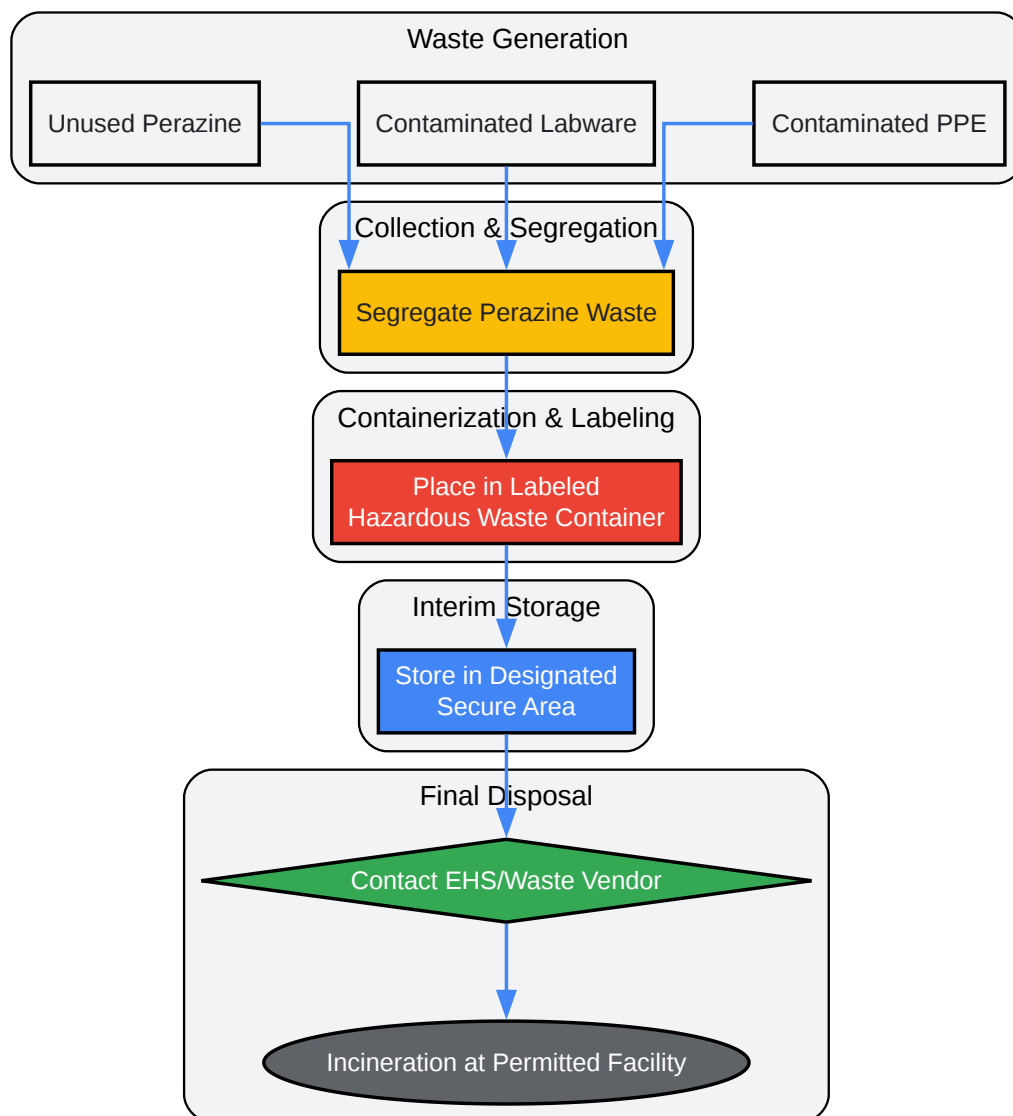 Waste Generation
Unused Perazine
Contaminated Labware
Contaminated PPE
Collection & Segregation
Segregate Perazine Waste
Containerization & Labeling
Place in Labeled
Hazardous Waste Container
Interim Storage
Store in Designated
Secure Area
Final Disposal
Contact EHS/Waste Vendor
Incineration at Permitted Facility